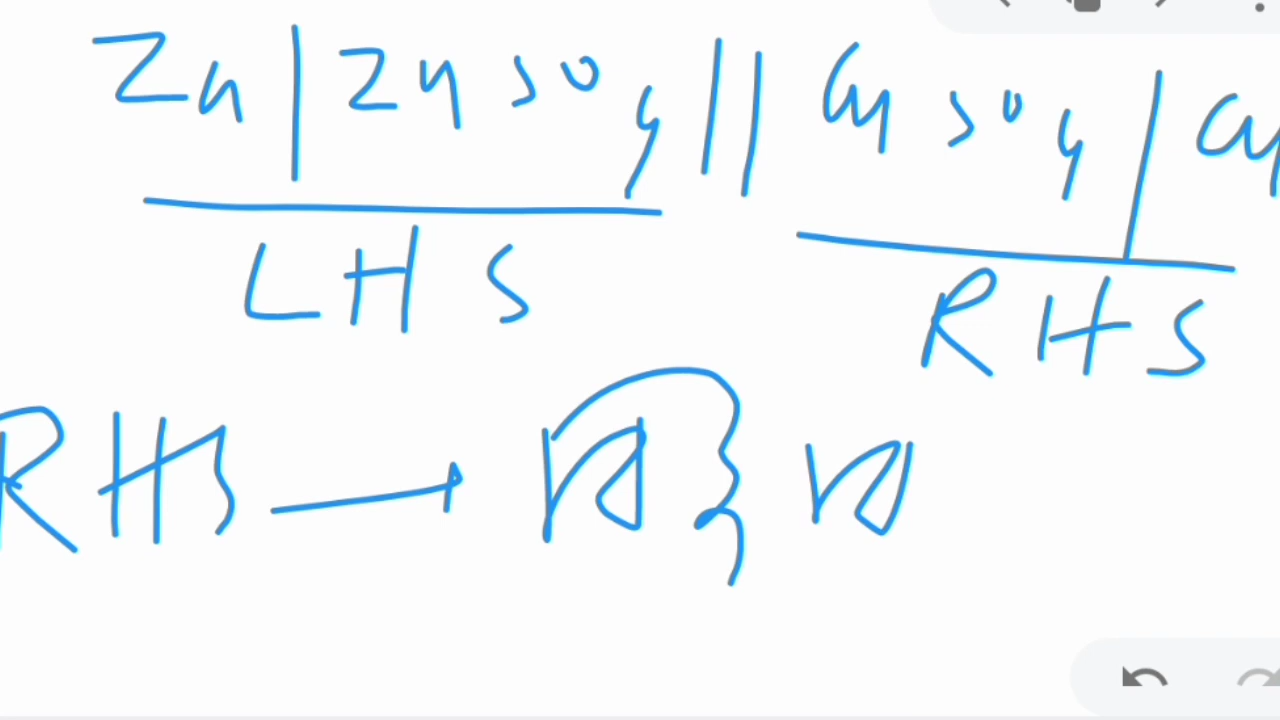 Zn | ZnSO4 || CuSO4 | Cu
LHS RHS
RHS →